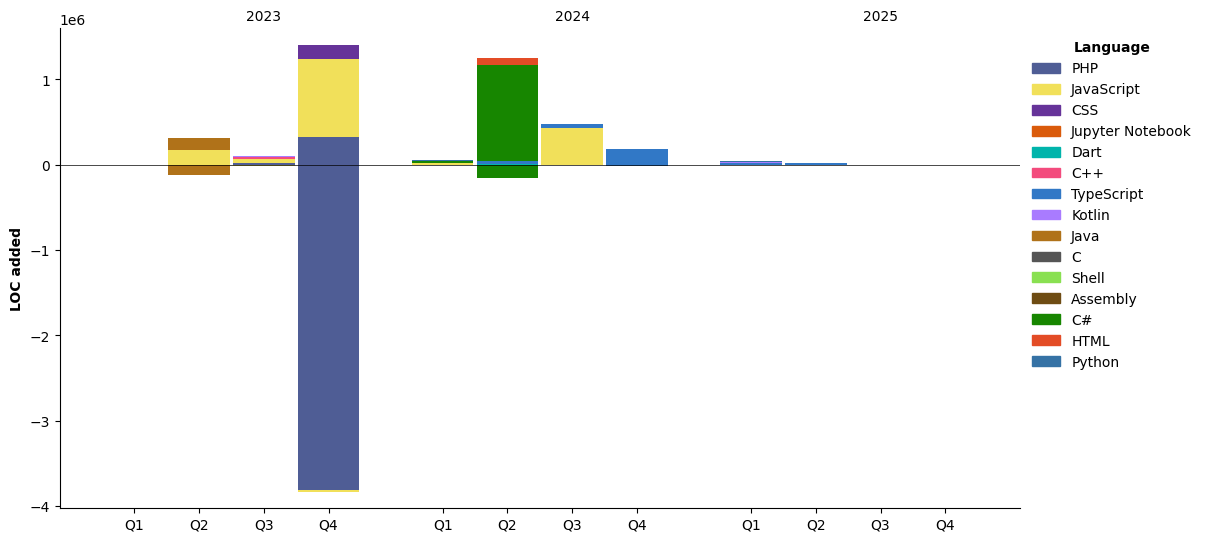 1e6
2023
2024
2025
Language
PHP
JavaScript
CSS
Jupyter Notebook
Dart
C++
TypeScript
Kotlin
Java
C
Shell
Assembly
C#
HTML
Python
LOC added
1
0
−1
−2
−3
−4
Q1 Q2 Q3 Q4 Q1 Q2 Q3 Q4 Q1 Q2 Q3 Q4